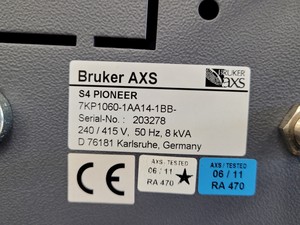 Bruker AXS
BRUKER
axs
S4 PIONEER
7KP1060-1AA14-1BB-
Serial-No.: 203278
240 / 415 V, 50 Hz, 8 kVA
D 76181 Karlsruhe, Germany
CE
AXS / TESTED
06 / 11
RA 470
AXS / TESTED
06 / 11
RA 470